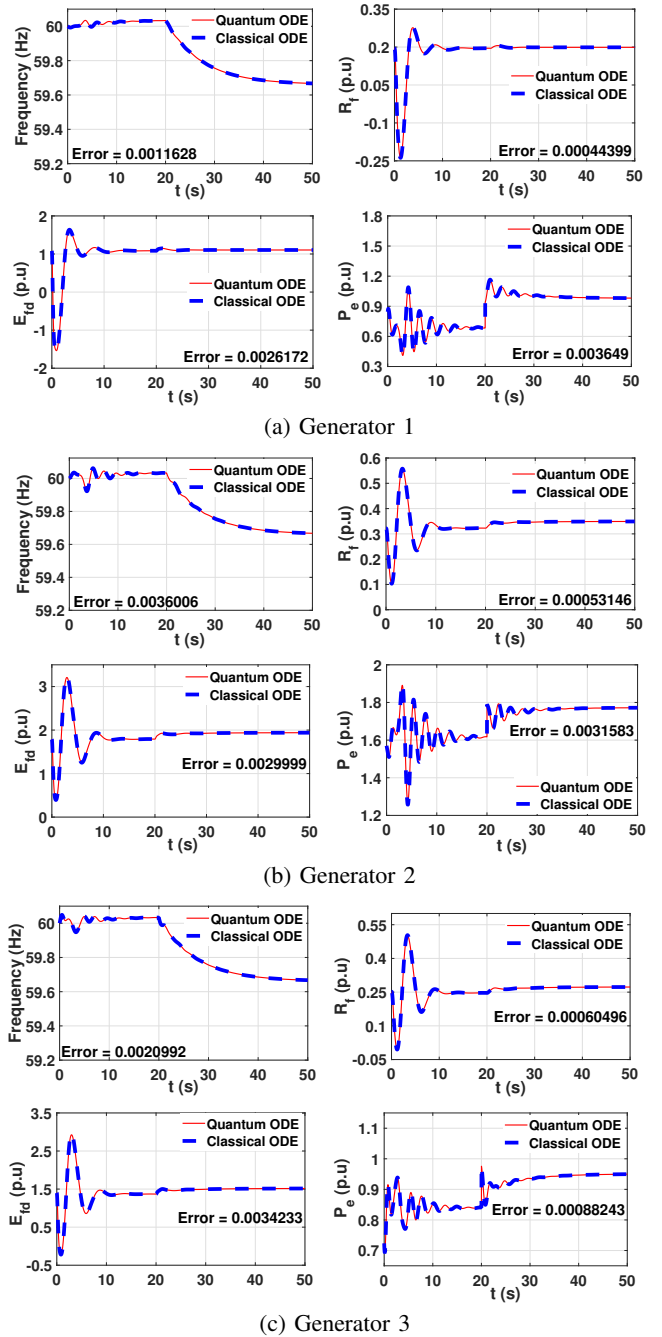 60
59.8
59.6
59.4
59.2
Frequency (Hz)
Quantum ODE
Classical ODE
Error = 0.0011628
0 10 20 30 40 50
t (s)
0.35
0.2
0.05
-0.1
-0.25
R_f (p.u)
Quantum ODE
Classical ODE
Error = 0.00044399
0 10 20 30 40 50
t (s)
2
1
0
-1
-2
E_fd (p.u)
Quantum ODE
Classical ODE
Error = 0.0026172
0 10 20 30 40 50
t (s)
1.8
1.5
1.2
0.9
0.6
0.3
P_e (p.u)
Quantum ODE
Classical ODE
Error = 0.003649
0 10 20 30 40 50
t (s)
(a) Generator 1
60
59.8
59.6
59.4
59.2
Frequency (Hz)
Quantum ODE
Classical ODE
Error = 0.0036006
0 10 20 30 40 50
t (s)
0.6
0.5
0.4
0.3
0.2
0.1
0
R_f (p.u)
Quantum ODE
Classical ODE
Error = 0.00053146
0 10 20 30 40 50
t (s)
3
2
1
0
E_fd (p.u)
Quantum ODE
Classical ODE
Error = 0.0029999
0 10 20 30 40 50
t (s)
2
1.8
1.6
1.4
1.2
P_e (p.u)
Error = 0.0031583
Quantum ODE
Classical ODE
0 10 20 30 40 50
t (s)
(b) Generator 2
60
59.8
59.6
59.4
59.2
Frequency (Hz)
Quantum ODE
Classical ODE
Error = 0.0020992
0 10 20 30 40 50
t (s)
0.55
0.4
0.25
0.1
-0.05
R_f (p.u)
Quantum ODE
Classical ODE
Error = 0.00060496
0 10 20 30 40 50
t (s)
3.5
2.5
1.5
0.5
-0.5
E_fd (p.u)
Quantum ODE
Classical ODE
Error = 0.0034233
0 10 20 30 40 50
t (s)
1.1
1
0.9
0.8
0.7
P_e (p.u)
Quantum ODE
Classical ODE
Error = 0.00088243
0 10 20 30 40 50
t (s)
(c) Generator 3